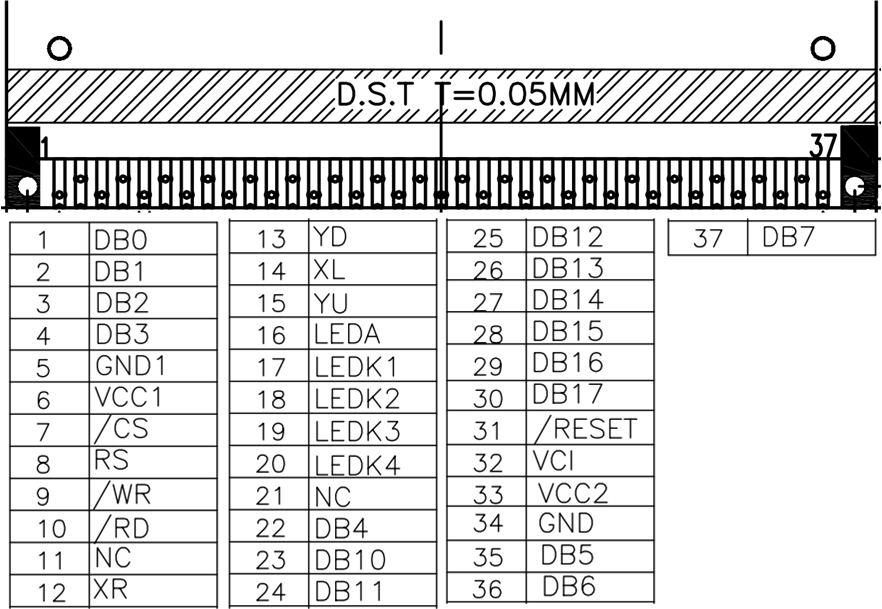 D.S.T T=0.05MM
1 37
1 DB0
2 DB1
3 DB2
4 DB3
5 GND1
6 VCC1
7 /CS
8 RS
9 /WR
10 /RD
11 NC
12 XR
13 YD
14 XL
15 YU
16 LEDA
17 LEDK1
18 LEDK2
19 LEDK3
20 LEDK4
21 NC
22 DB4
23 DB10
24 DB11
25 DB12
26 DB13
27 DB14
28 DB15
29 DB16
30 DB17
31 /RESET
32 VCI
33 VCC2
34 GND
35 DB5
36 DB6
37 DB7